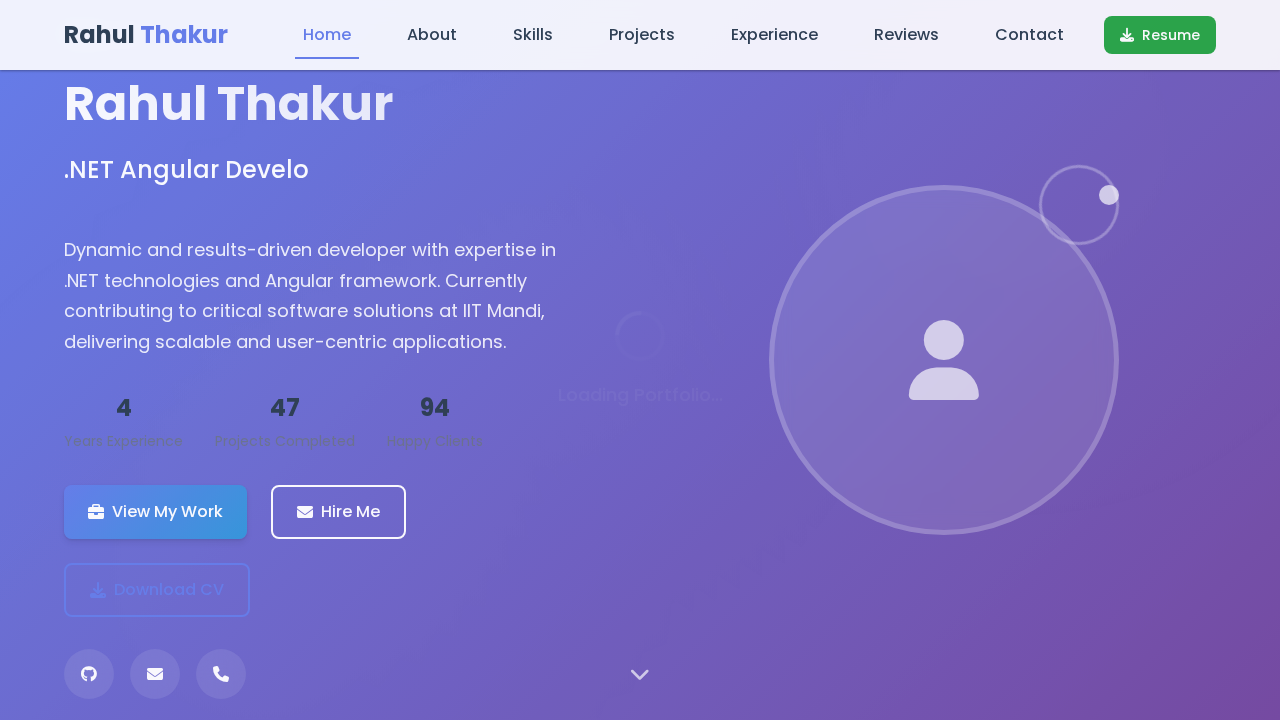 Rahul Thakur
Home
About
Skills
Projects
Experience
Reviews
Contact
Resume
Rahul Thakur
.NET Angular Develo
Dynamic and results-driven developer with expertise in
.NET technologies and Angular framework. Currently
contributing to critical software solutions at IIT Mandi,
delivering scalable and user-centric applications.
Loading Portfolio...
4 47 94
Years Experience Projects Completed Happy Clients
View My Work
Hire Me
Download CV